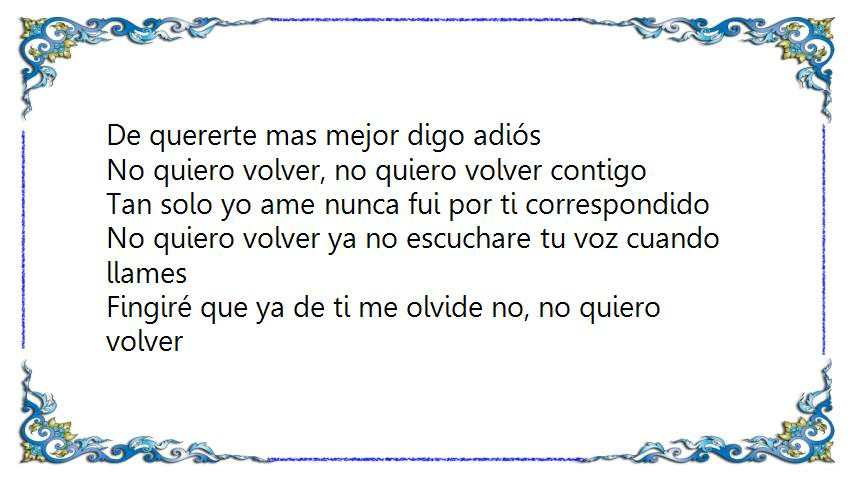 De quererte mas mejor digo adiós
No quiero volver, no quiero volver contigo
Tan solo yo ame nunca fui por ti correspondido
No quiero volver ya no escuchare tu voz cuando
llames
Fingiré que ya de ti me olvide no, no quiero
volver